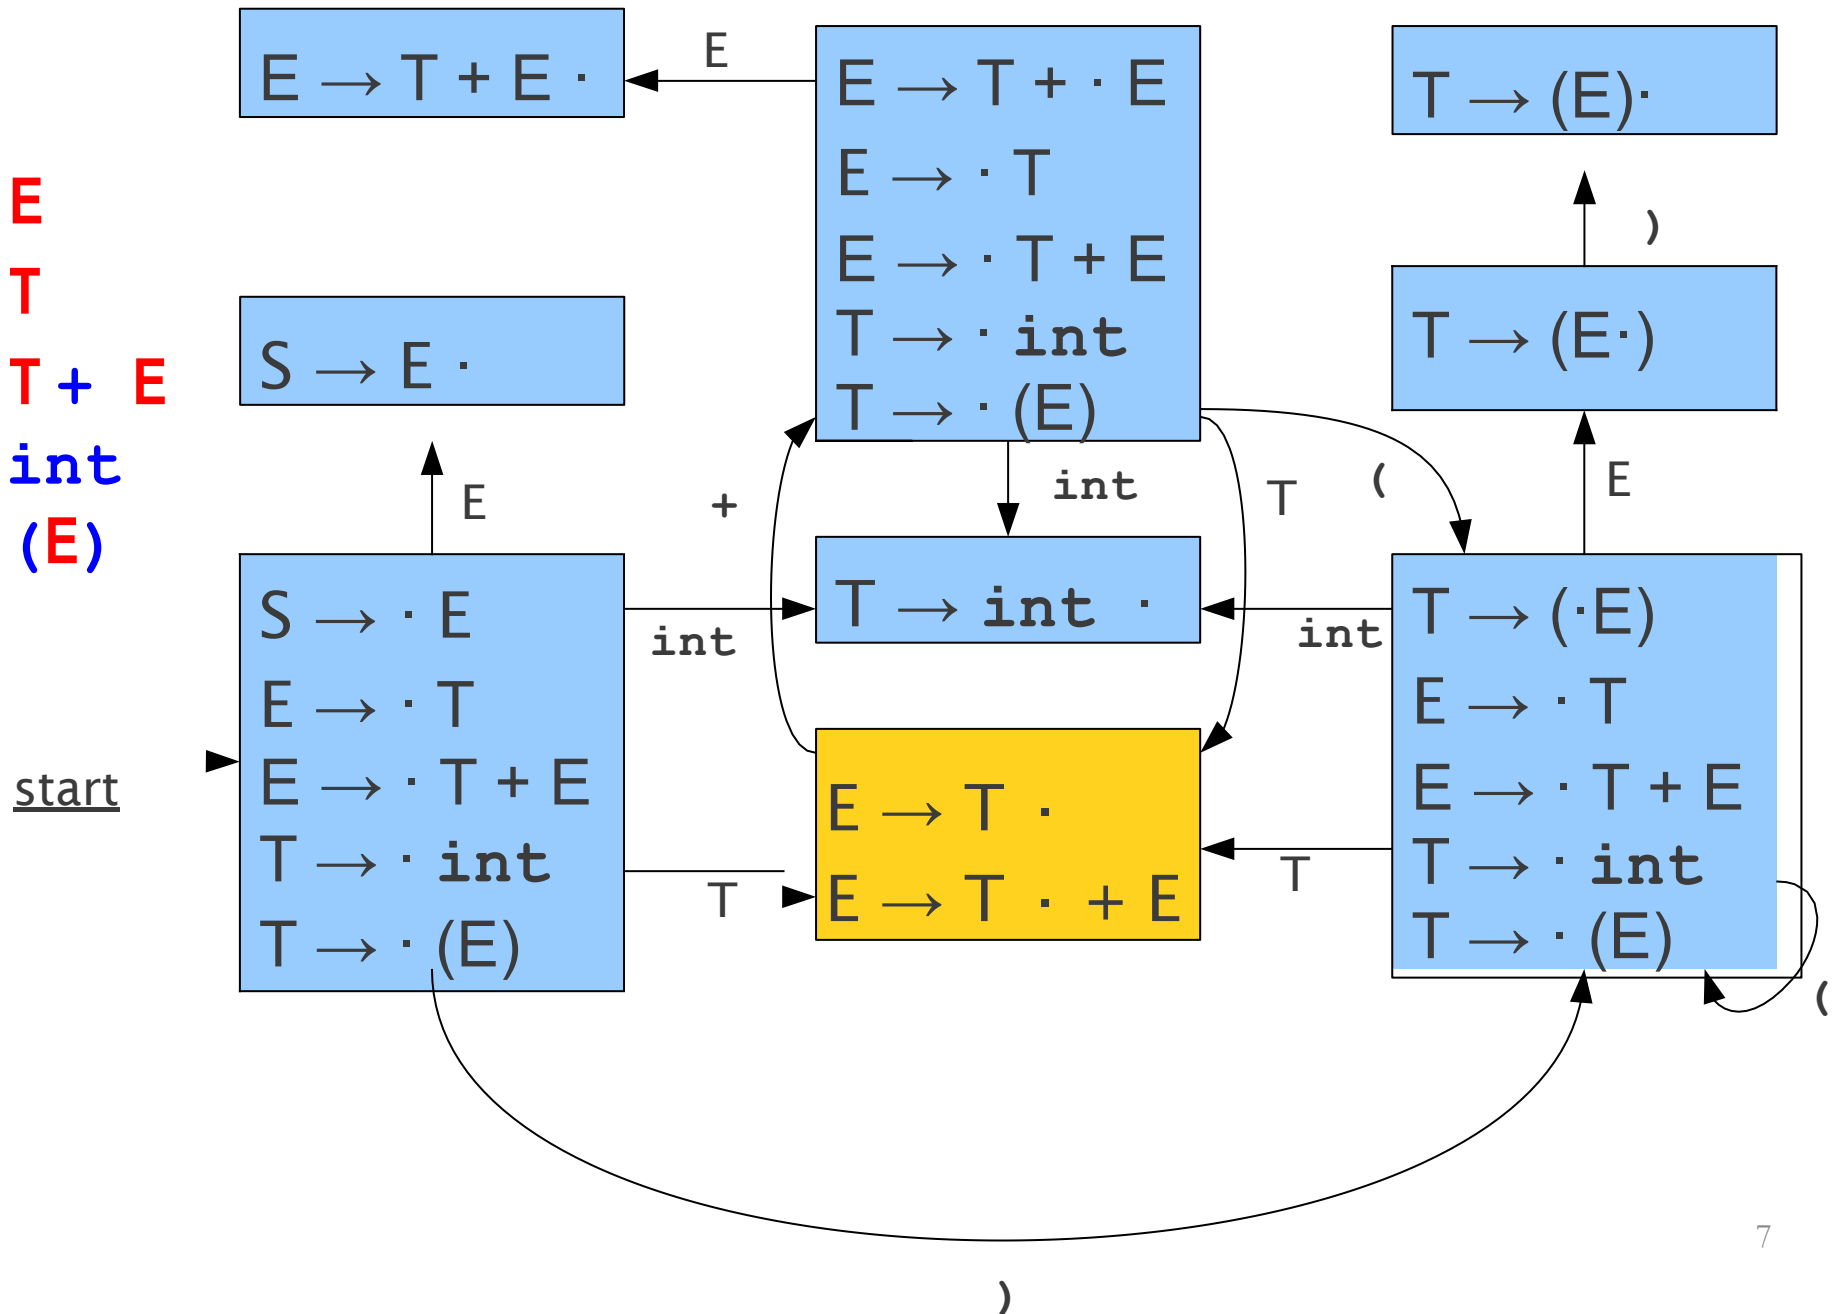 E
T
T + E
int
(E)
start
E → T + E ·
E
E → T + · E
E → · T
E → · T + E
T → · int
T → · (E)
T → (E)·
)
T → (E·)
S → E ·
E
+
int
T
(
E
S → · E
E → · T
E → · T + E
T → · int
T → · (E)
int
T → int ·
int
T → (·E)
E → · T
E → · T + E
T → · int
T → · (E)
T
E → T ·
E → T · + E
T
(
7
)